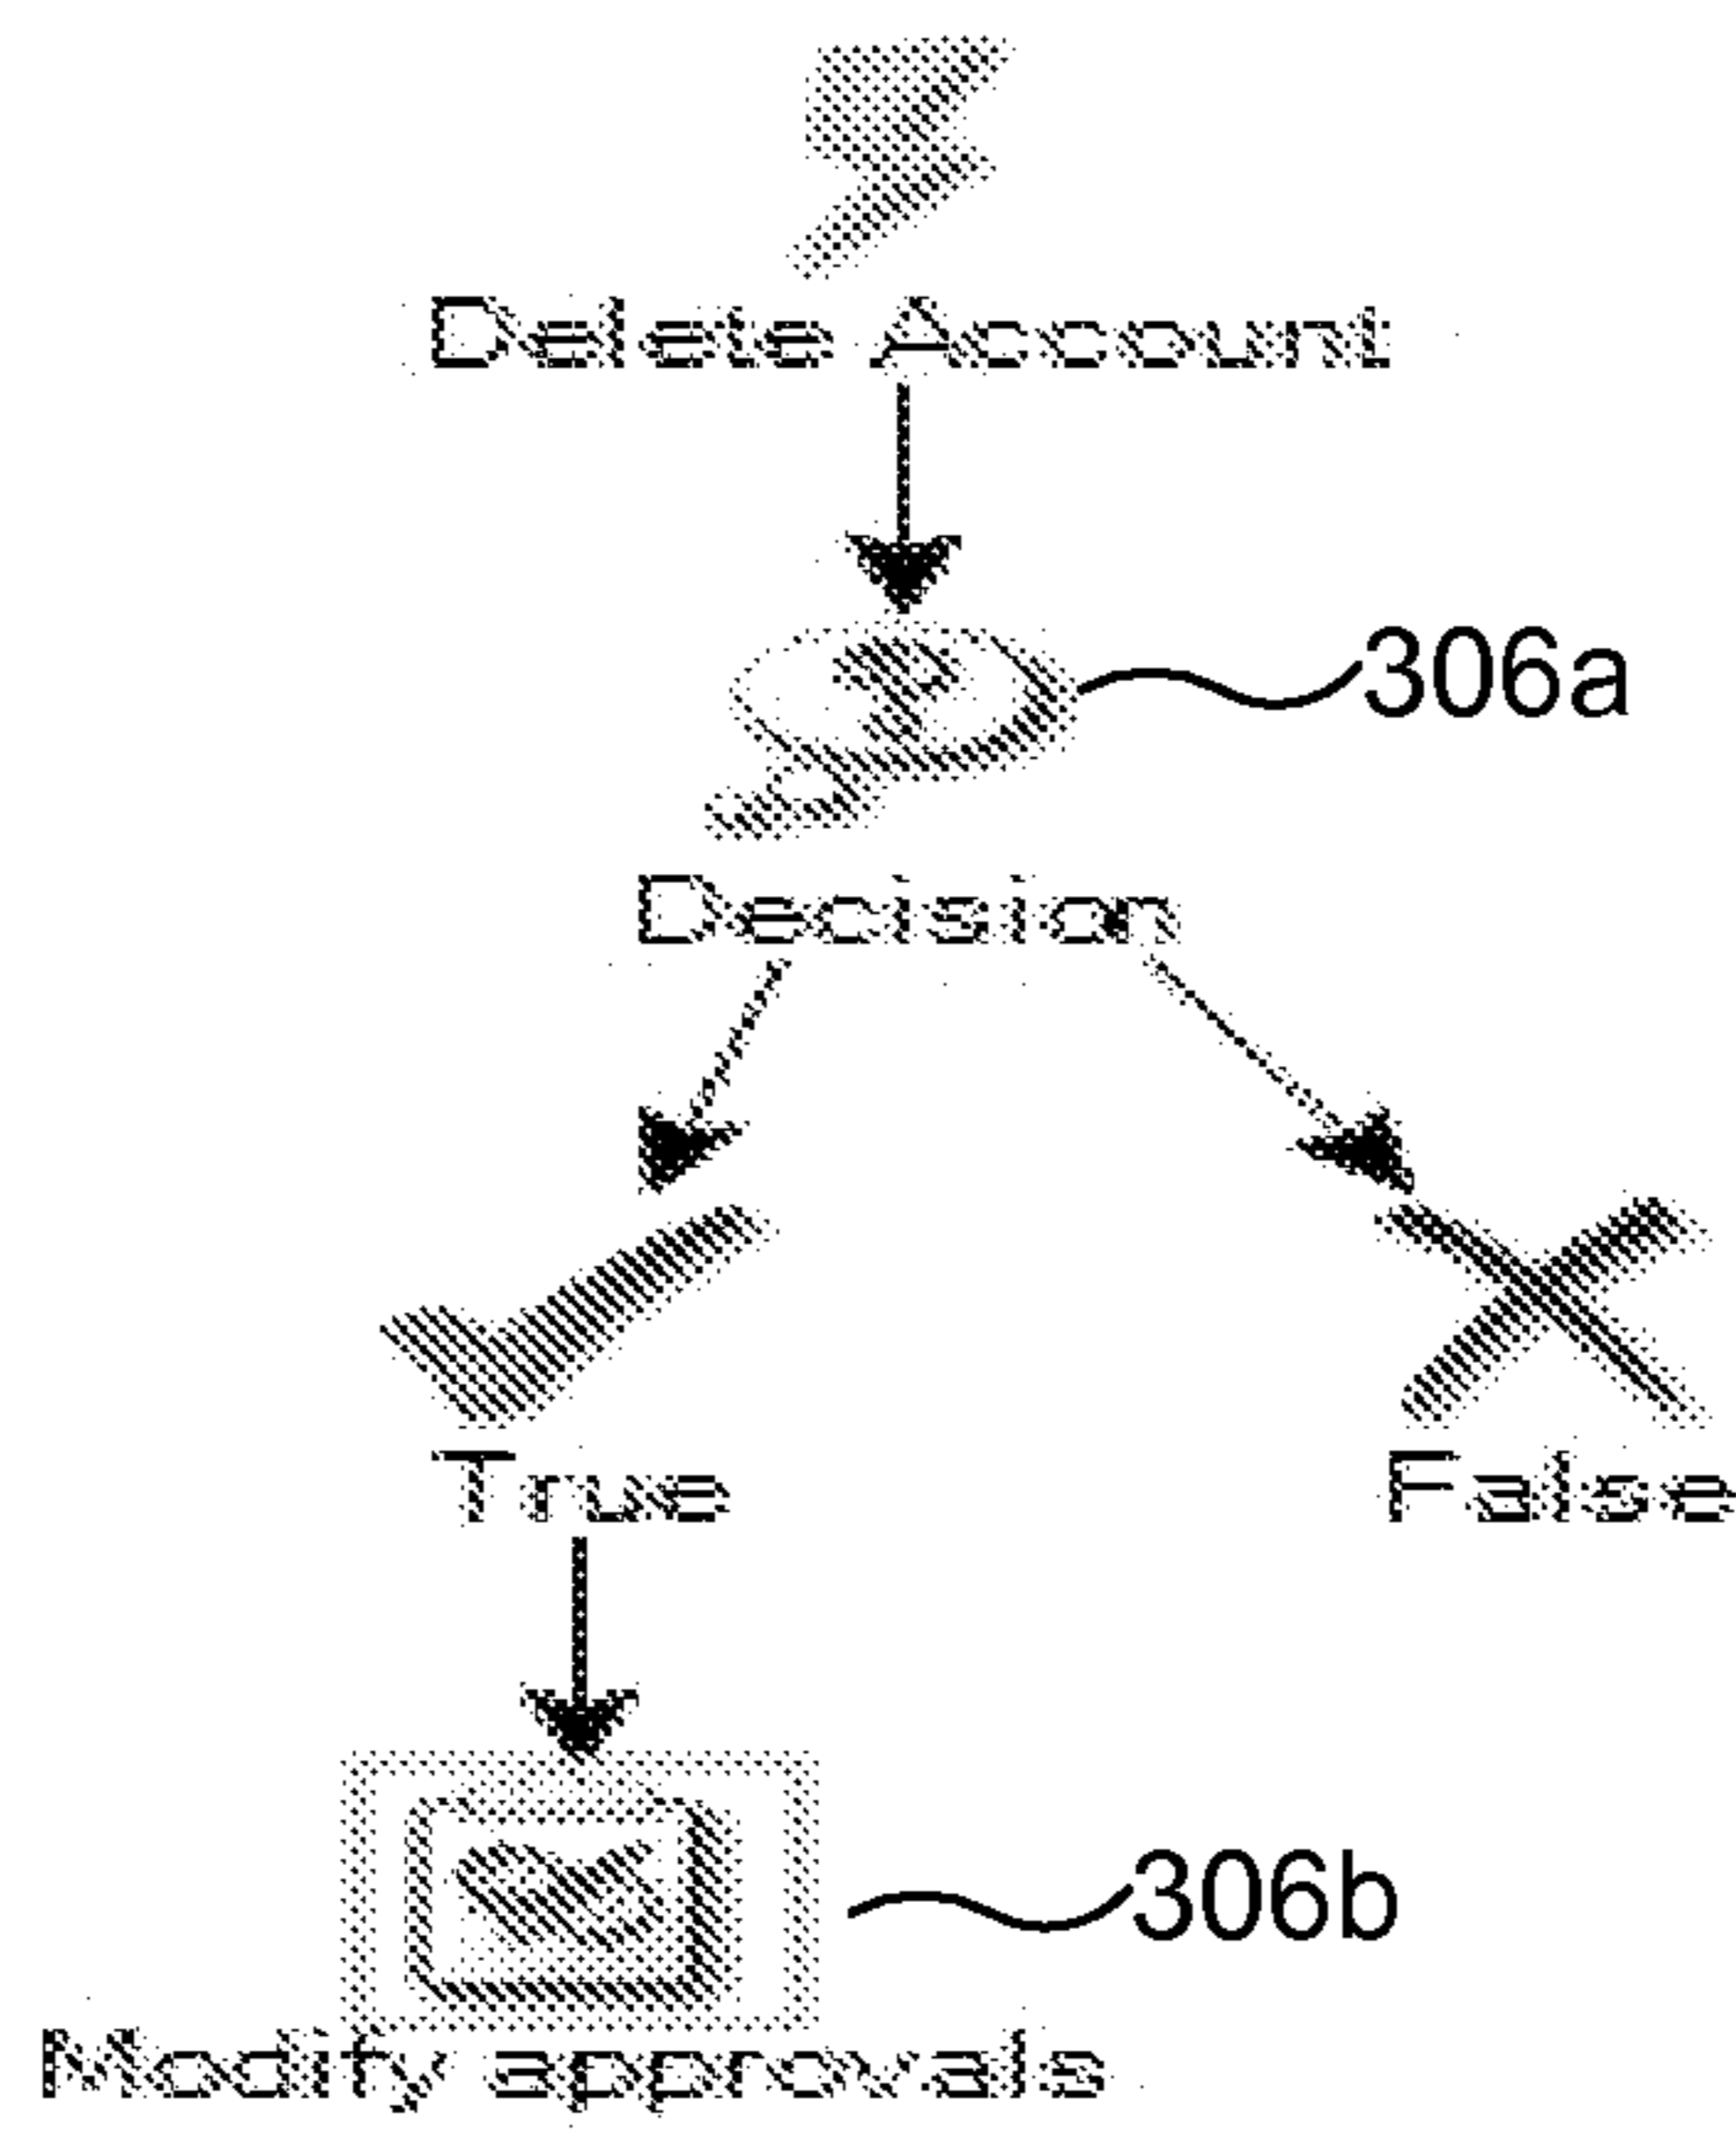 Delete Account
306a
Decision
True
False
306b
Modify approvals